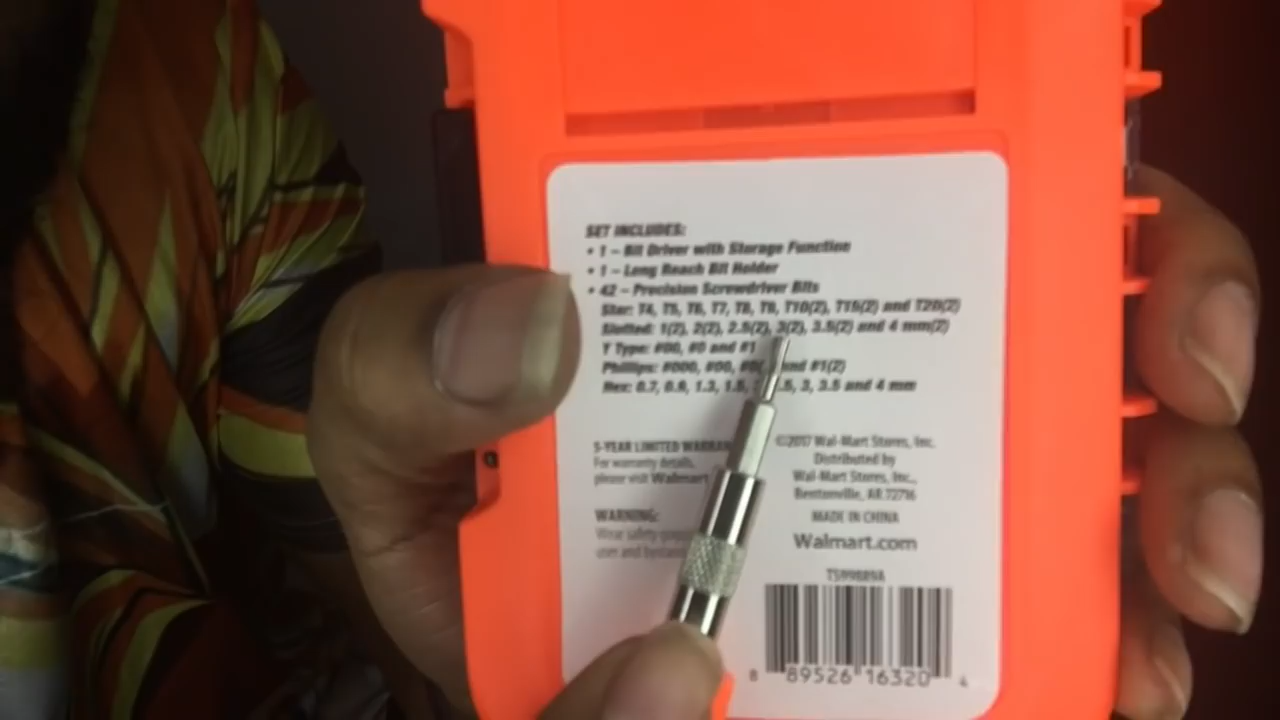 SET INCLUDES:
• 1 – Bit Driver with Storage Function
• 1 – Long Reach Bit Holder
• 42 – Precision Screwdriver Bits
Star: T4, T5, T6, T7, T8, T9, T10(2), T15(2) and T20(2)
Slotted: 1(2), 2(2), 2.5(2), 3(2), 3.5(2) and 4 mm(2)
Y Type: #00, #0 and #1
Phillips: #000, #00, and #1(2)
Hex: 0.7, 0.9, 1.3, 1.5, 3, 3.5 and 4 mm
5-YEAR LIMITED
For warranty details,
please visit Walmart
WARNING:
Wear safety
©2017 Wal-Mart Stores, Inc.
Distributed by
Wal-Mart Stores, Inc.,
Bentonville, AR 72716
MADE IN CHINA
Walmart.com
TS99889A
8 89526 16320 4